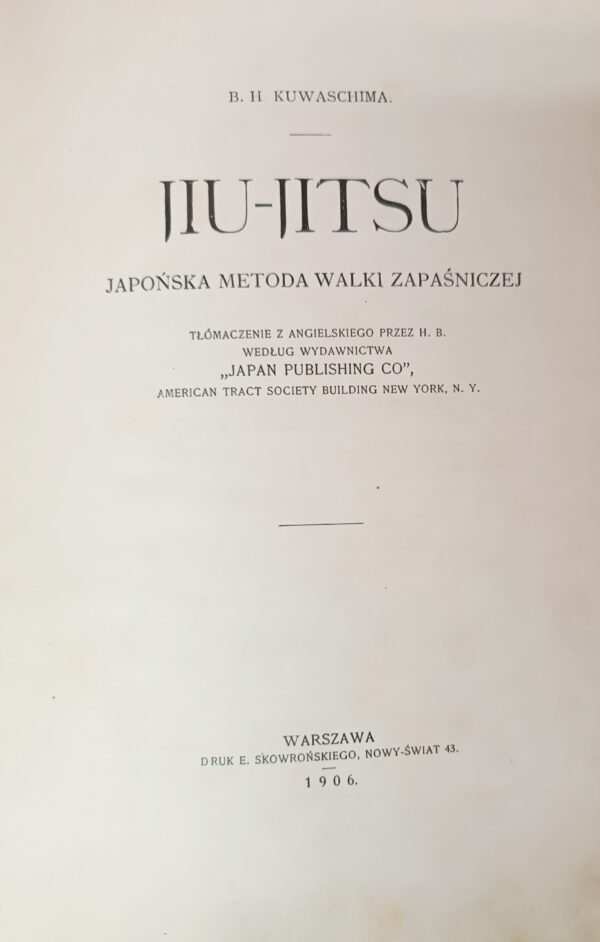 B. H KUWASCHIMA.
JIU-JITSU
JAPOŃSKA METODA WALKI ZAPAŚNICZEJ
TŁÓMACZENIE Z ANGIELSKIEGO PRZEZ H. B.
WEDŁUG WYDAWNICTWA
„JAPAN PUBLISHING CO”,
AMERICAN TRACT SOCIETY BUILDING NEW YORK, N. Y.
WARSZAWA
DRUK E. SKOWROŃSKIEGO, NOWY-ŚWIAT 43.
1906.